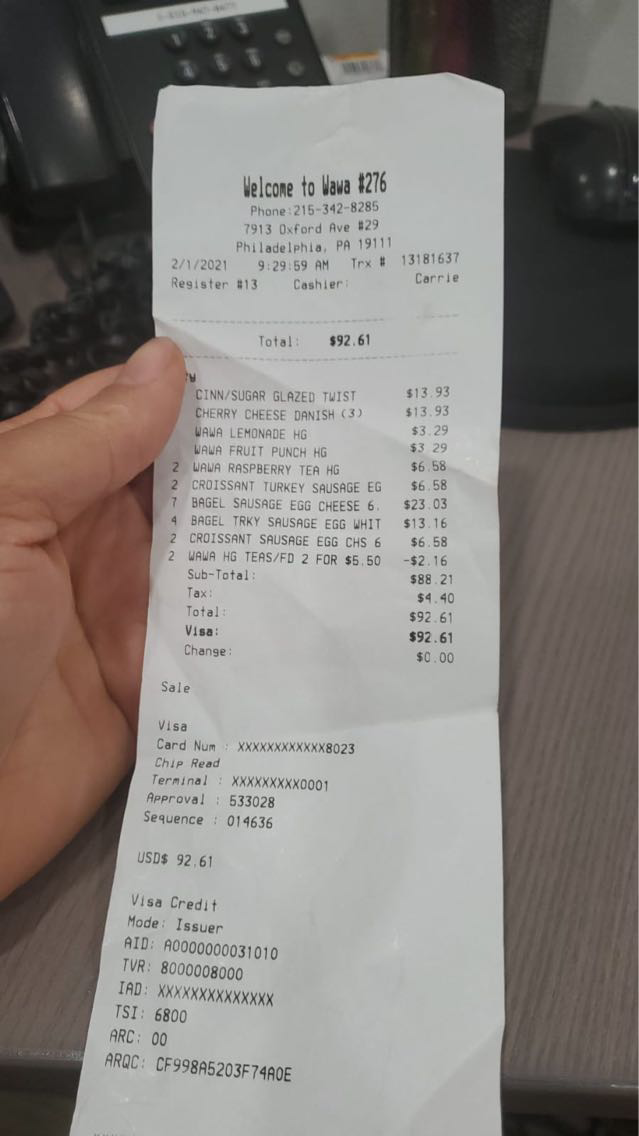 Welcome to Wawa #276
Phone:215-342-8285
7913 Oxford Ave #29
Philadelphia, PA 19111
2/1/2021 9:29:59 AM Trx # 13181637
Register #13 Cashier: Carrie
Total: $92.61
CINN/SUGAR GLAZED TWIST $13.93
CHERRY CHEESE DANISH (3) $13.93
WAWA LEMONADE HG $3.29
WAWA FRUIT PUNCH HG $3 29
2 WAWA RASPBERRY TEA HG $6.58
2 CROISSANT TURKEY SAUSAGE EG $6.58
7 BAGEL SAUSAGE EGG CHEESE 6. $23.03
4 BAGEL TRKY SAUSAGE EGG WHIT $13.16
2 CROISSANT SAUSAGE EGG CHS 6 $6.58
2 WAWA HG TEAS/FD 2 FOR $5.50 -$2.16
Sub-Total: $88.21
Tax: $4.40
Total: $92.61
Visa: $92.61
Change: $0.00
Sale
Visa
Card Num : XXXXXXXXXXXX8023
Chip Read
Terminal : XXXXXXXXX0001
Approval : 533028
Sequence : 014636
USD$ 92.61
Visa Credit
Mode: Issuer
AID: A0000000031010
TVR: 8000008000
IAD: XXXXXXXXXXXXXX
TSI: 6800
ARC: 00
ARQC: CF998A5203F74A0E